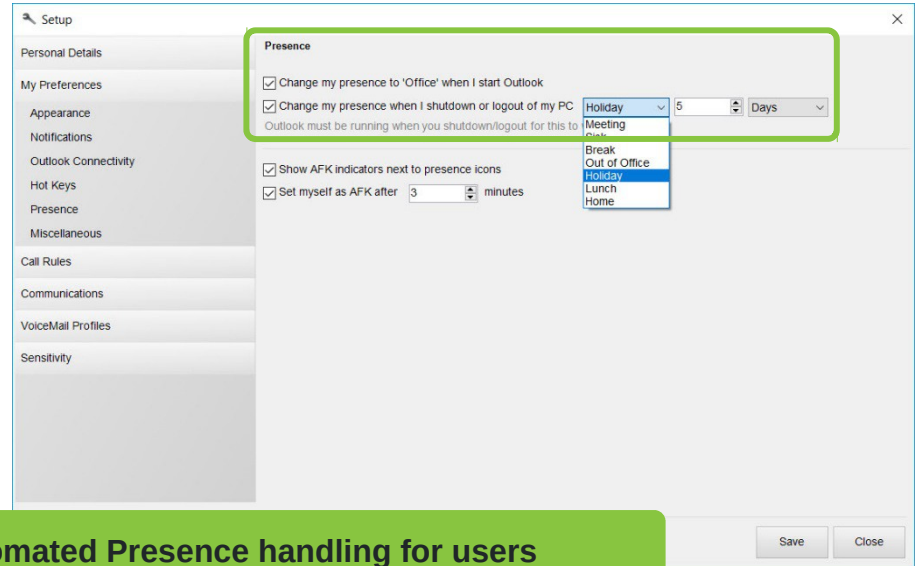 Setup
Personal Details
My Preferences
Appearance
Notifications
Outlook Connectivity
Hot Keys
Presence
Miscellaneous
Call Rules
Communications
VoiceMail Profiles
Sensitivity
Presence
Change my presence to 'Office' when I start Outlook
Change my presence when I shutdown or logout of my PC Holiday 5 Days
Outlook must be running when you shutdown/logout for this to
Meeting
Break
Out of Office
Holiday
Lunch
Home
Show AFK indicators next to presence icons
Set myself as AFK after 3 minutes
Presence handling for users
Save Close